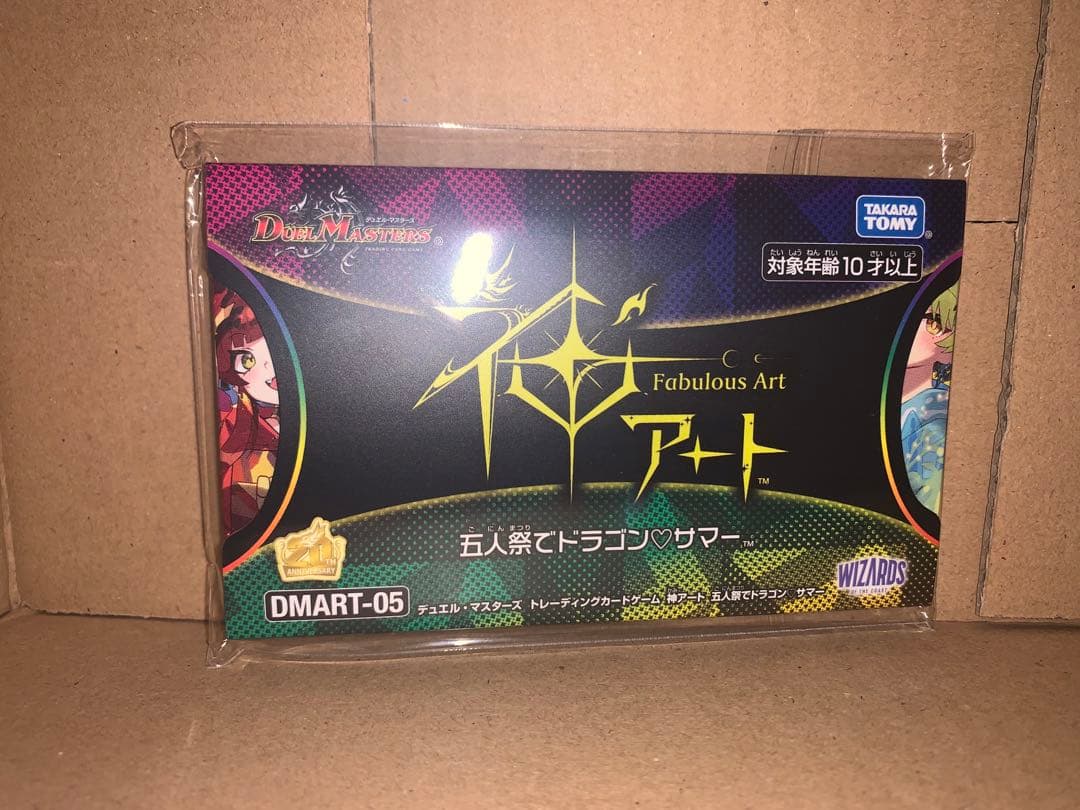 デュエル・マスターズ
DUEL MASTERS
TRADING CARD GAME
TAKARA TOMY
たいしょうねんれい さいいじょう
対象年齢10才以上
神
Fabulous Art
アート™
ごにんまつり
五人祭でドラゴン♡サマー™
ANNIVERSARY
WIZARDS
OF THE COAST
DMART-05
デュエル・マスターズ トレーディングカードゲーム 神アート 五人祭でドラゴン サマー